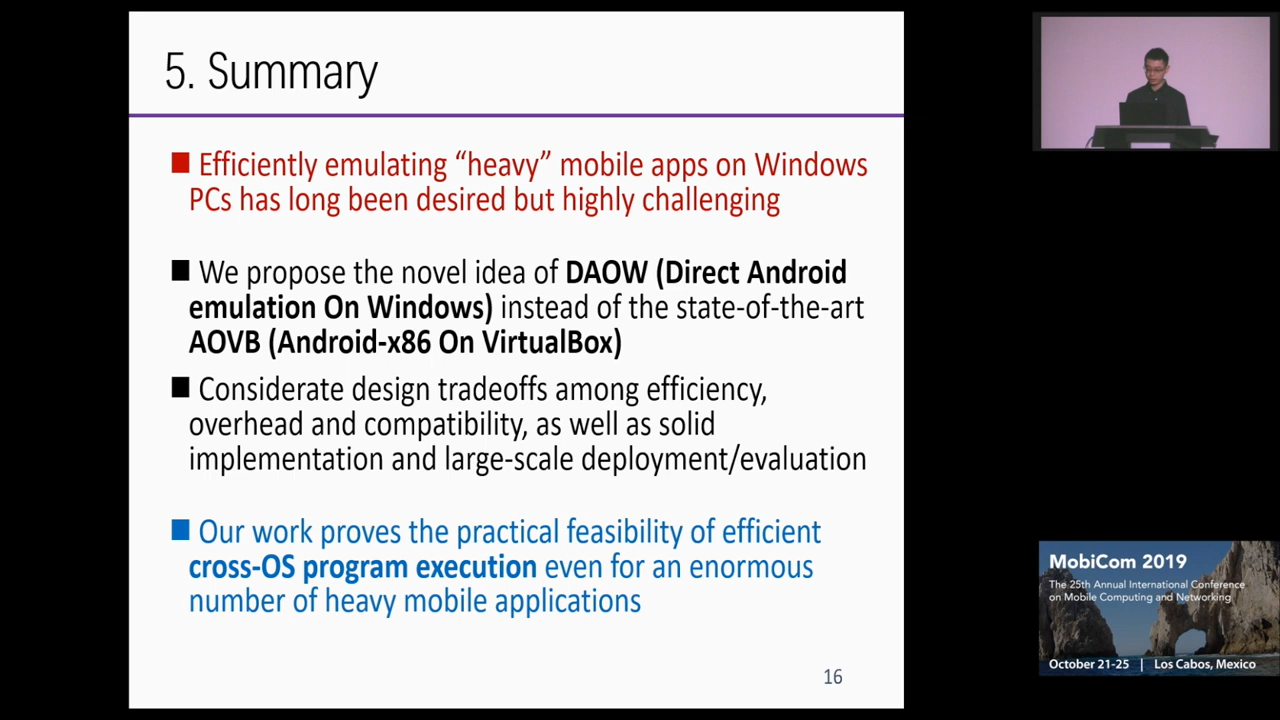 5. Summary
■ Efficiently emulating “heavy” mobile apps on Windows
PCs has long been desired but highly challenging
■ We propose the novel idea of DAOW (Direct Android
emulation On Windows) instead of the state-of-the-art
AOVB (Android-x86 On VirtualBox)
■ Considerate design tradeoffs among efficiency,
overhead and compatibility, as well as solid
implementation and large-scale deployment/evaluation
■ Our work proves the practical feasibility of efficient
cross-OS program execution even for an enormous
number of heavy mobile applications
16
MobiCom 2019
The 25th Annual International Conference
on Mobile Computing and Networking
October 21-25 | Los Cabos, Mexico